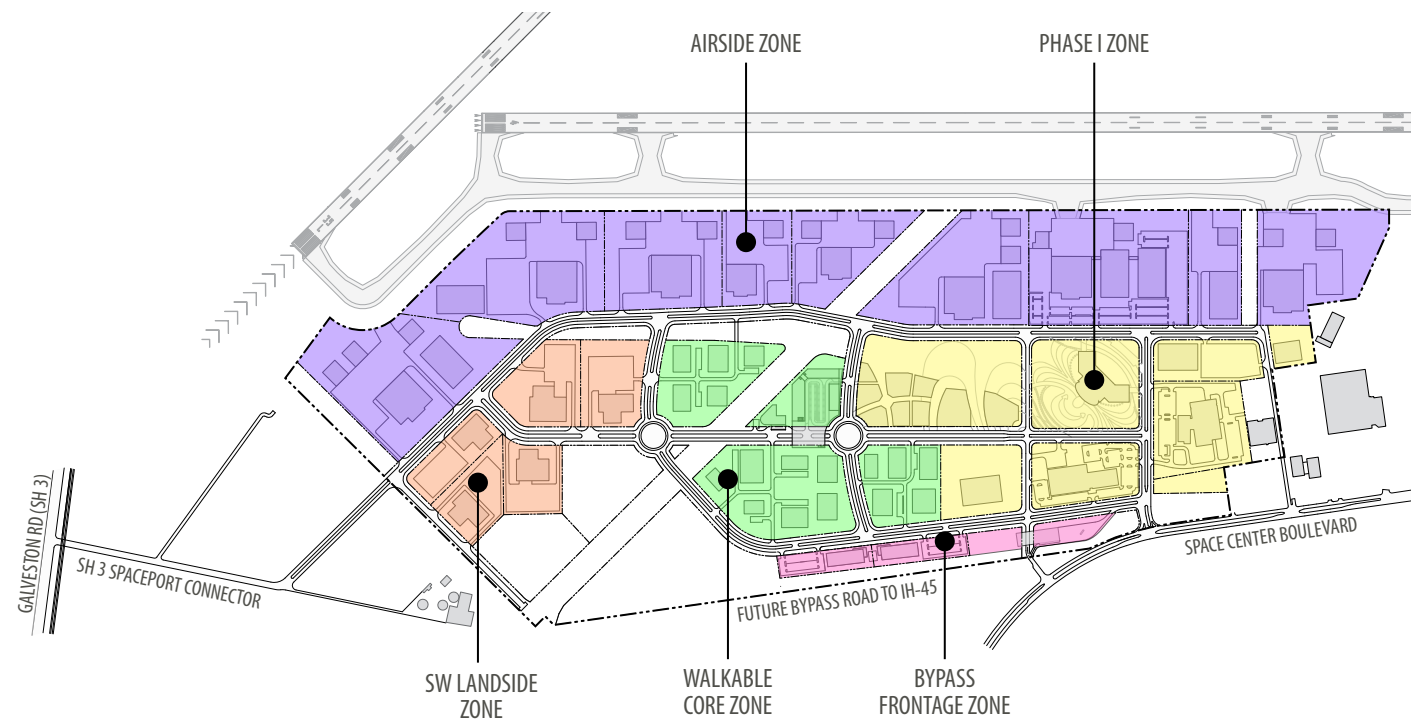 AIRSIDE ZONE
PHASE I ZONE
GALVESTON RD (SH 3)
SH 3 SPACEPORT CONNECTOR
SPACE CENTER BOULEVARD
FUTURE BYPASS ROAD TO IH-45
SW LANDSIDE
ZONE
WALKABLE
CORE ZONE
BYPASS
FRONTAGE ZONE